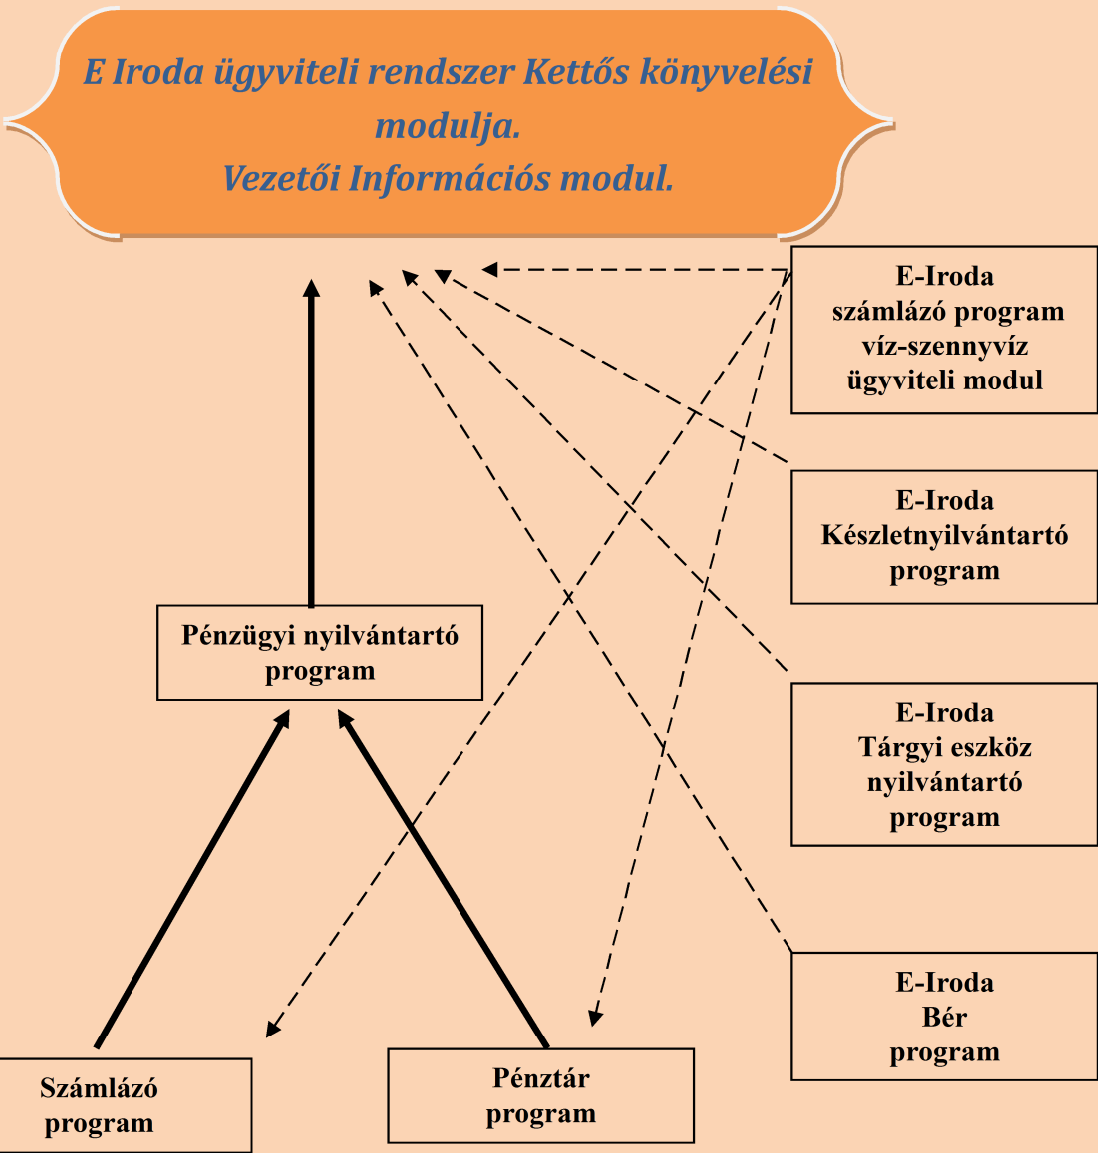 E Iroda ügyviteli rendszer Kettős könyvelési
modulja.
Vezetői Információs modul.
E-Iroda
számlázó program
víz-szennyvíz
ügyviteli modul
E-Iroda
Készletnyilvántartó
program
Pénzügyi nyilvántartó
program
E-Iroda
Tárgyi eszköz
nyilvántartó
program
E-Iroda
Bér
program
Számlázó
program
Pénztár
program